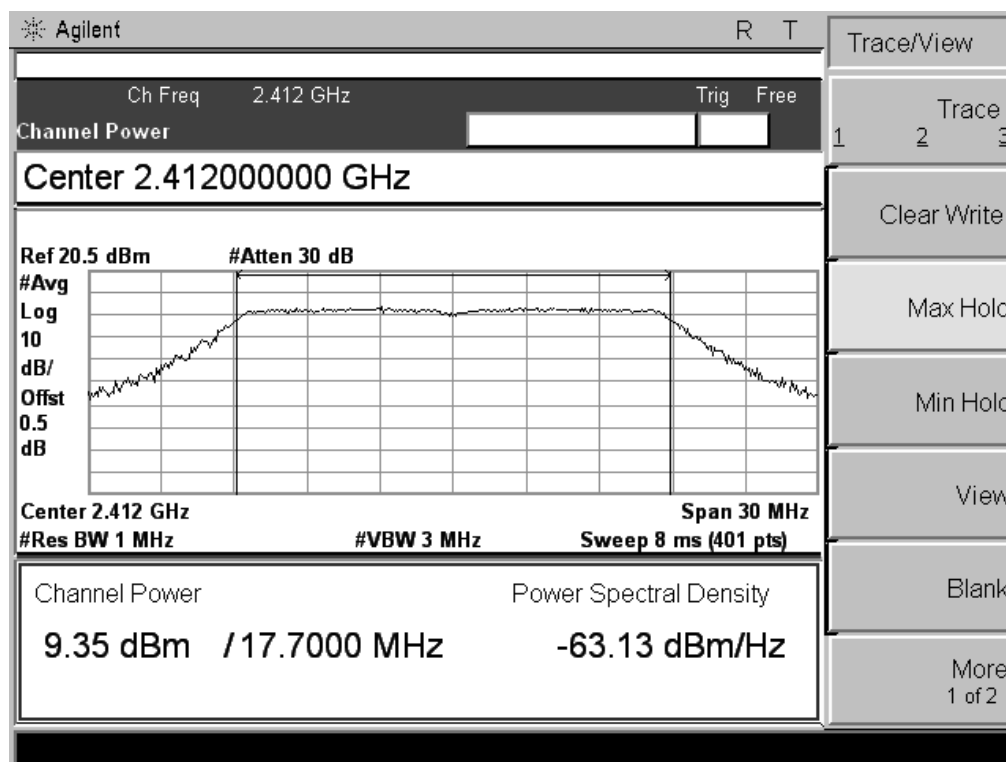 Agilent R T
Ch Freq 2.412 GHz Trig Free
Channel Power
Center 2.412000000 GHz
Ref 20.5 dBm #Atten 30 dB
#Avg
Log
10
dB/
Offst
0.5
dB
Center 2.412 GHz Span 30 MHz
#Res BW 1 MHz #VBW 3 MHz Sweep 8 ms (401 pts)
Channel Power Power Spectral Density
9.35 dBm / 17.7000 MHz -63.13 dBm/Hz
Trace/View
Trace
1 2 3
Clear Write
Max Hold
Min Hold
View
Blank
More
1 of 2